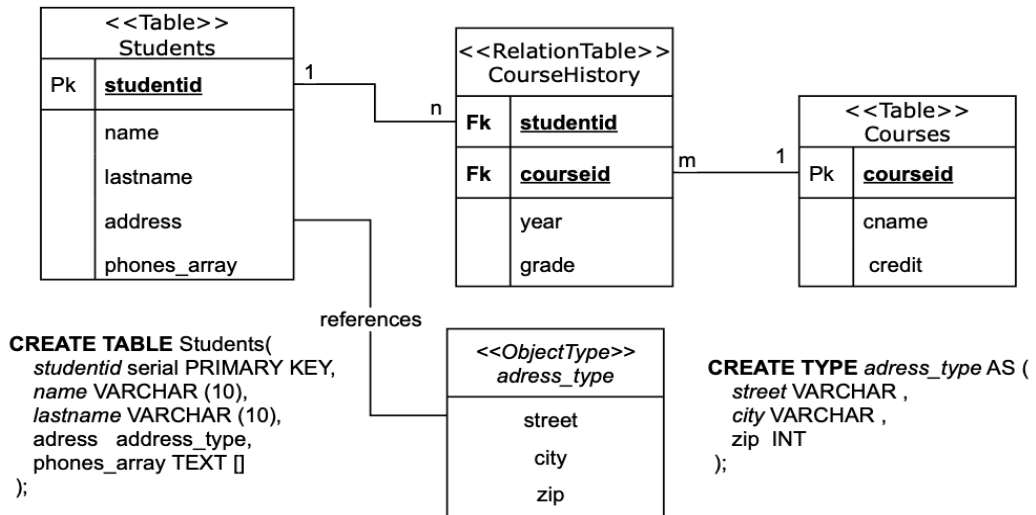 <<Table>>
Students
Pk studentid
name
lastname
address
phones_array
1
n
<<RelationTable>>
CourseHistory
Fk studentid
Fk courseid
year
grade
m
1
<<Table>>
Courses
Pk courseid
cname
credit
references
CREATE TABLE Students(
studentid serial PRIMARY KEY,
name VARCHAR (10),
lastname VARCHAR (10),
adress address_type,
phones_array TEXT []
);
<<ObjectType>>
adress_type
street
city
zip
CREATE TYPE adress_type AS (
street VARCHAR ,
city VARCHAR ,
zip INT
);